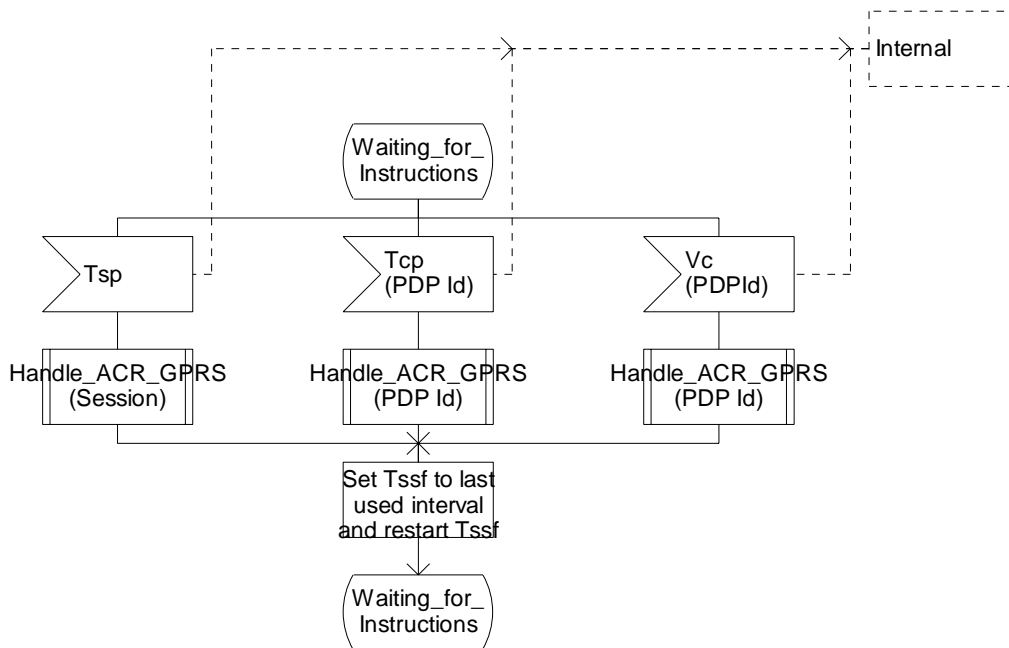 Internal
Waiting_for_
Instructions
Tsp
Tcp
(PDP Id)
Vc
(PDPId)
Handle_ACR_GPRS
(Session)
Handle_ACR_GPRS
(PDP Id)
Handle_ACR_GPRS
(PDP Id)
Set Tssf to last
used interval
and restart Tssf
Waiting_for_
Instructions